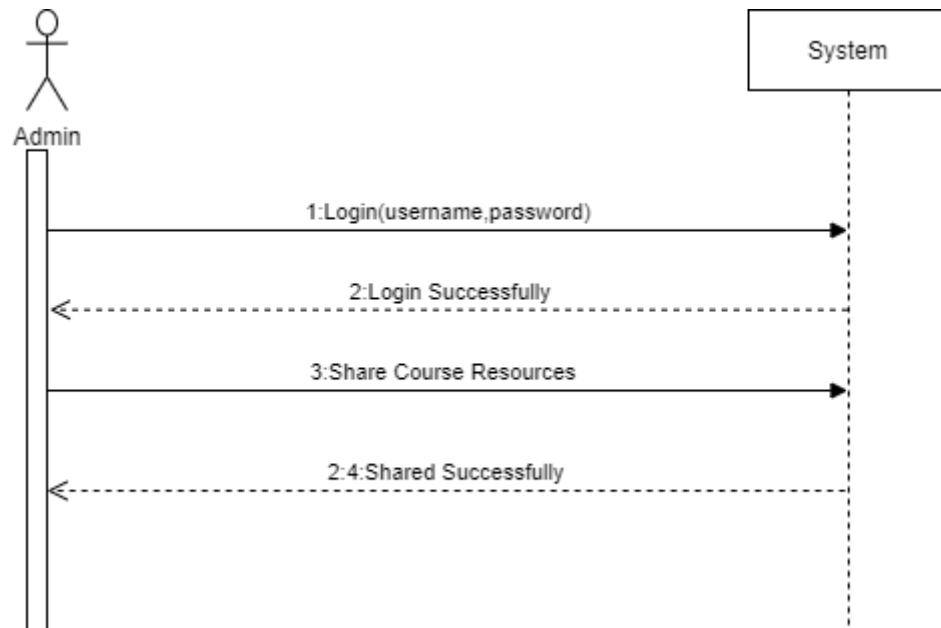 System
Admin
1:Login(username,password)
2:Login Successfully
3:Share Course Resources
2:4:Shared Successfully